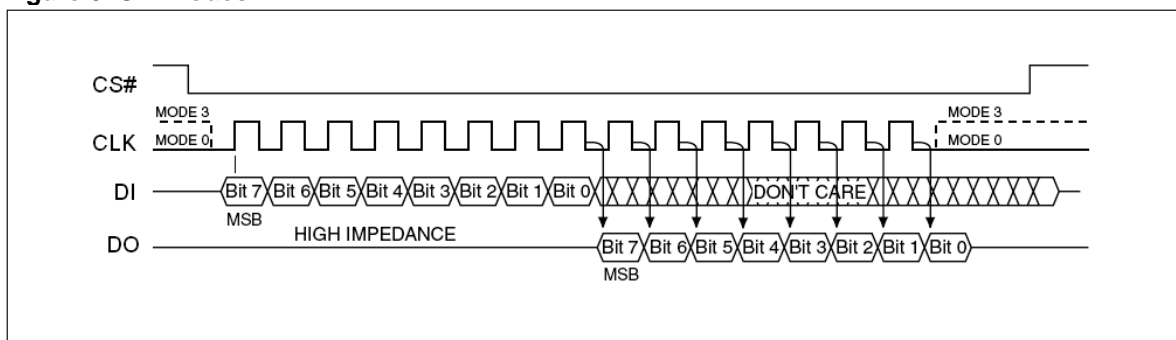 CS#
MODE 3
MODE 3
CLK
MODE 0
MODE 0
DI
Bit 7
Bit 6
Bit 5
Bit 4
Bit 3
Bit 2
Bit 1
Bit 0
DON'T CARE
MSB
HIGH IMPEDANCE
DO
Bit 7
Bit 6
Bit 5
Bit 4
Bit 3
Bit 2
Bit 1
Bit 0
MSB